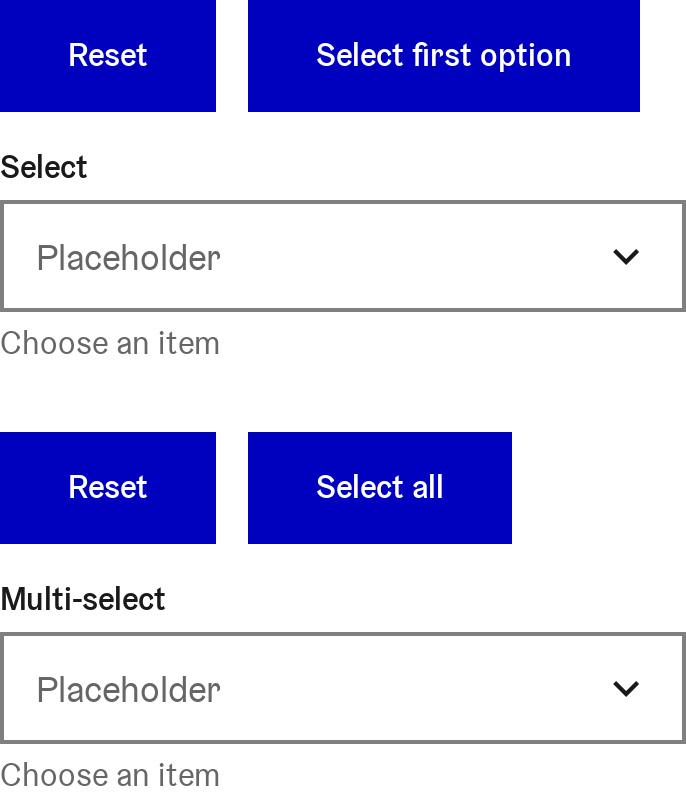 Reset
Select first option
Select
Placeholder
Choose an item
Reset
Select all
Multi-select
Placeholder
Choose an item